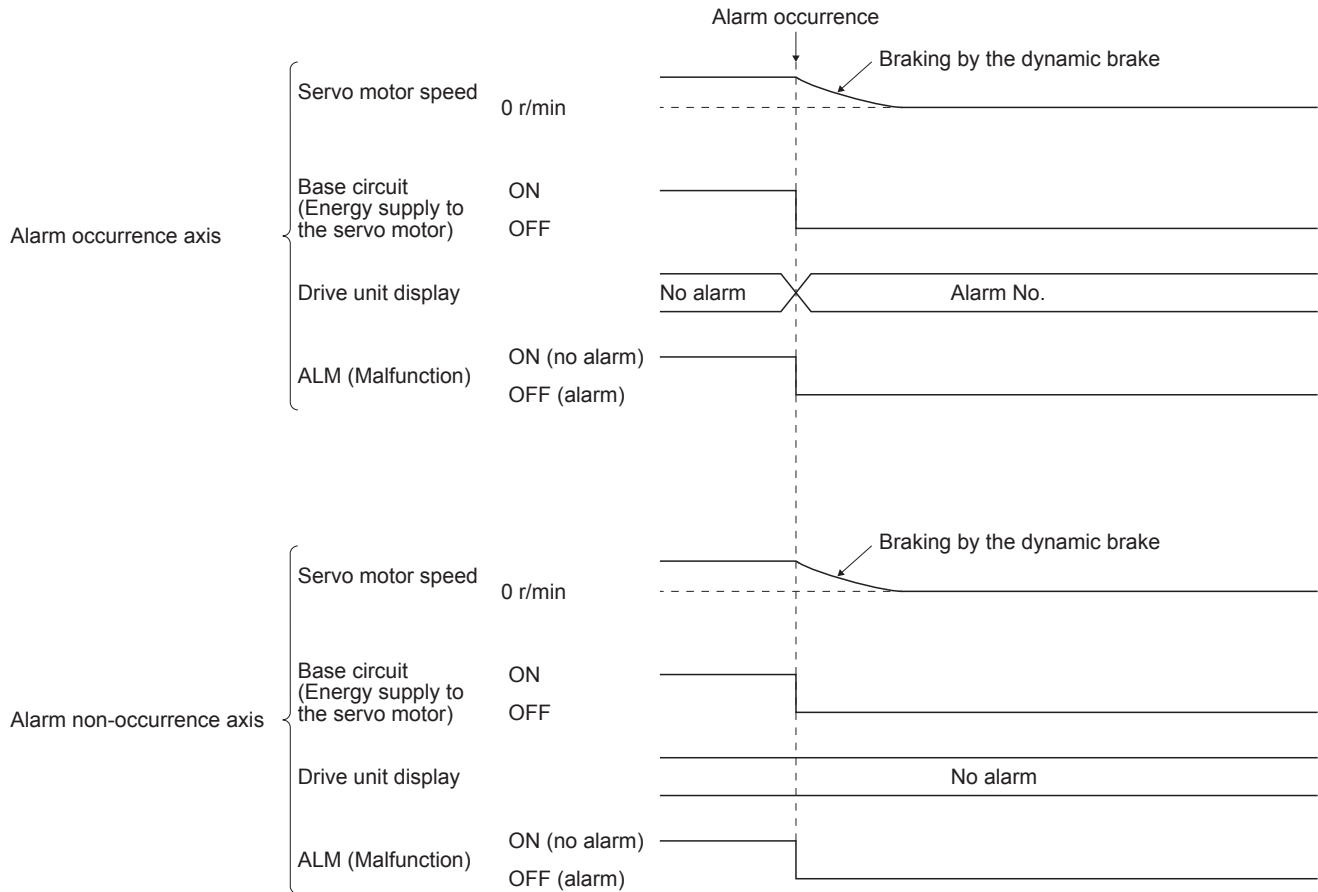 Alarm occurrence
Braking by the dynamic brake
Servo motor speed
0 r/min
Base circuit
(Energy supply to
the servo motor)
ON
OFF
Alarm occurrence axis
Drive unit display
No alarm
Alarm No.
ALM (Malfunction)
ON (no alarm)
OFF (alarm)
Braking by the dynamic brake
Servo motor speed
0 r/min
Base circuit
(Energy supply to
the servo motor)
ON
OFF
Alarm non-occurrence axis
Drive unit display
No alarm
ALM (Malfunction)
ON (no alarm)
OFF (alarm)